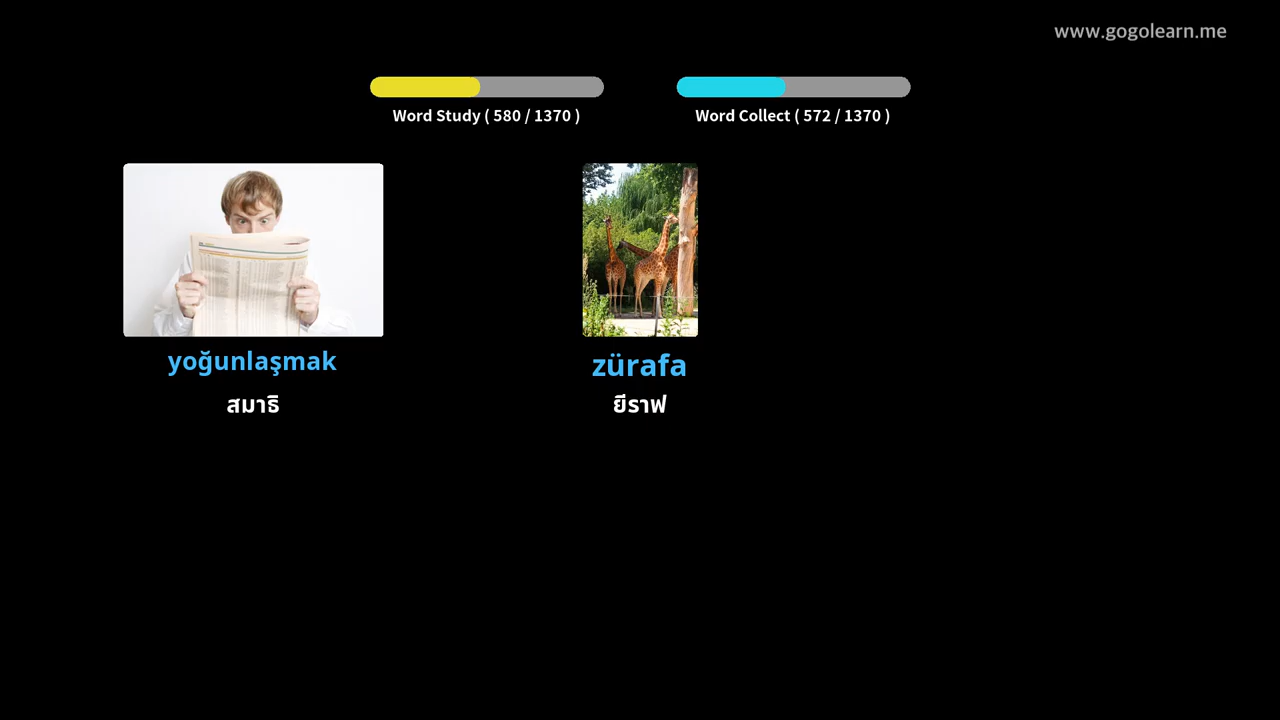 www.gogolearn.me
Word Study ( 580 / 1370 )
Word Collect ( 572 / 1370 )
yoğunlaşmak
สมาธิ
zürafa
ยีราฟ